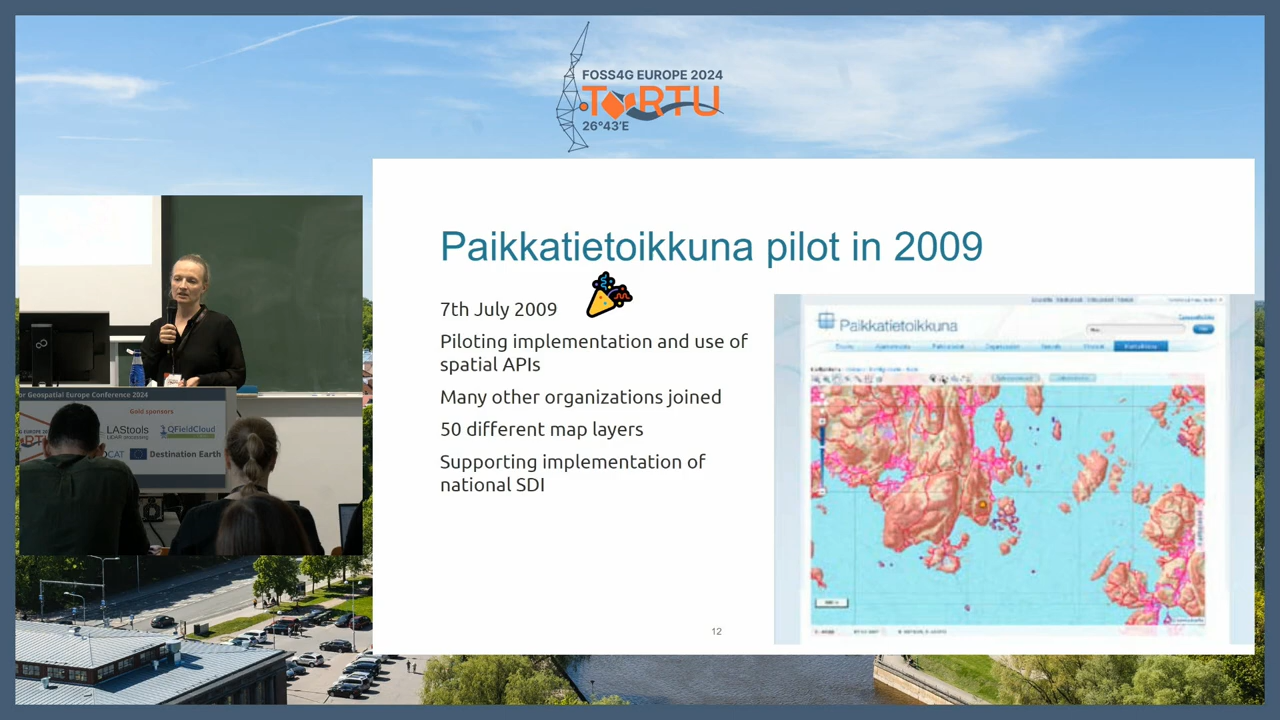 FOSS4G EUROPE 2024
TARTU
26°43'E
Paikkatietoikkuna pilot in 2009
7th July 2009
Piloting implementation and use of
spatial APIs
Many other organizations joined
50 different map layers
Supporting implementation of
national SDI
12
Paikkatietoikkuna
or Geospatial Europe Conference 2024
Gold sponsors
LAStools
QFieldCloud
CAT
Destination Earth